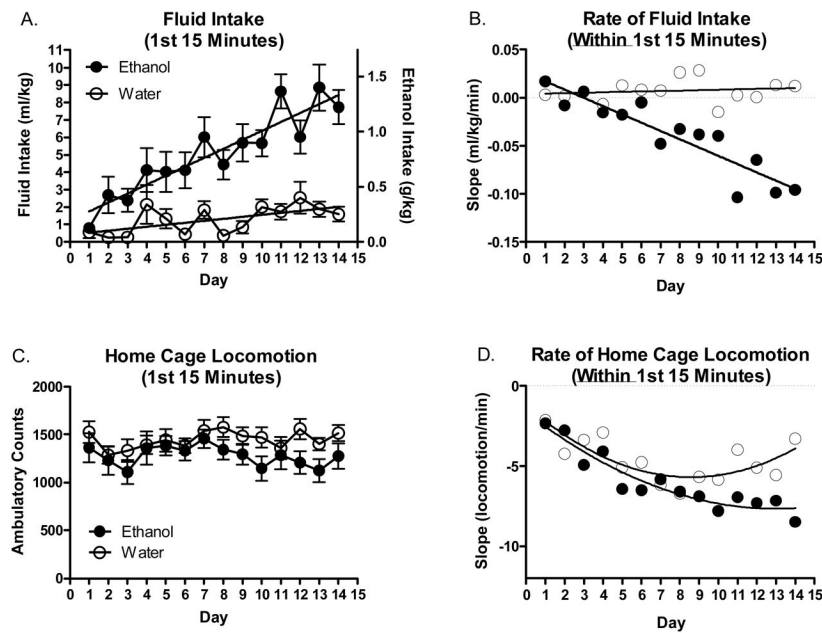 A.
Fluid Intake
(1st 15 Minutes)
Ethanol
Water
Fluid Intake (ml/kg)
11
10
9
8
7
6
5
4
3
2
1
0
Ethanol Intake (g/kg)
1.5
1.0
0.5
0.0
0 1 2 3 4 5 6 7 8 9 10 11 12 13 14 15
Day
B.
Rate of Fluid Intake
(Within 1st 15 Minutes)
Slope (ml/kg/min)
0.05
0.00
-0.05
-0.10
-0.15
0 1 2 3 4 5 6 7 8 9 10 11 12 13 14 15
Day
C.
Home Cage Locomotion
(1st 15 Minutes)
Ambulatory Counts
2000
1500
1000
500
0
Ethanol
Water
0 1 2 3 4 5 6 7 8 9 10 11 12 13 14 15
Day
D.
Rate of Home Cage Locomotion
(Within 1st 15 Minutes)
Slope (locomotion/min)
0
-5
-10
0 1 2 3 4 5 6 7 8 9 10 11 12 13 14 15
Day